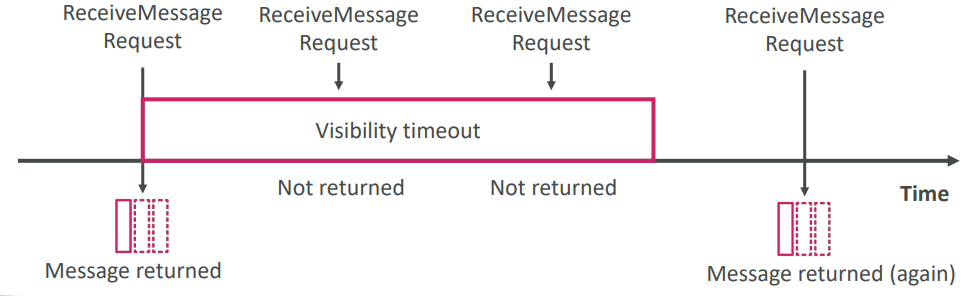 ReceiveMessage
Request
ReceiveMessage
Request
ReceiveMessage
Request
ReceiveMessage
Request
Visibility timeout
Not returned
Not returned
Time
Message returned
Message returned (again)